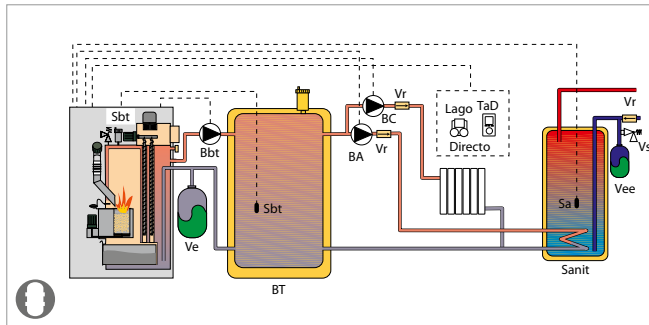 Sbt
Bbt
Ve
Sbt
BT
BC
Vr
BA
Vr
Lago
TaD
Directo
Vr
Vs
Vee
Sa
Sanit